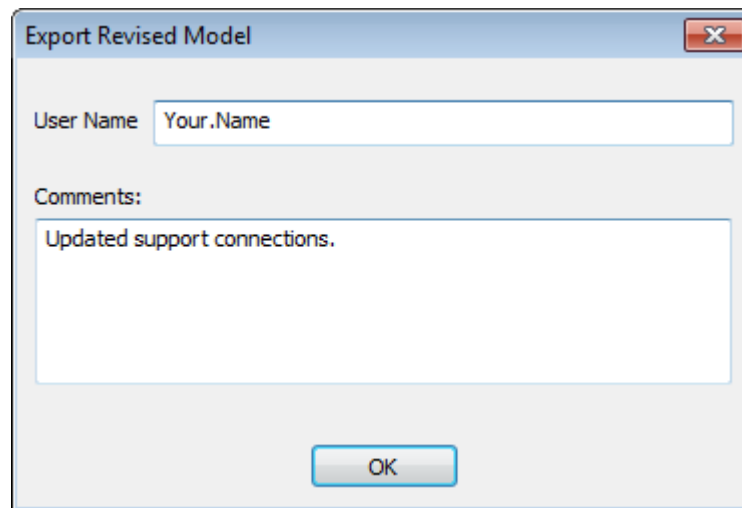 Export Revised Model
User Name Your.Name
Comments:
Updated support connections.
OK